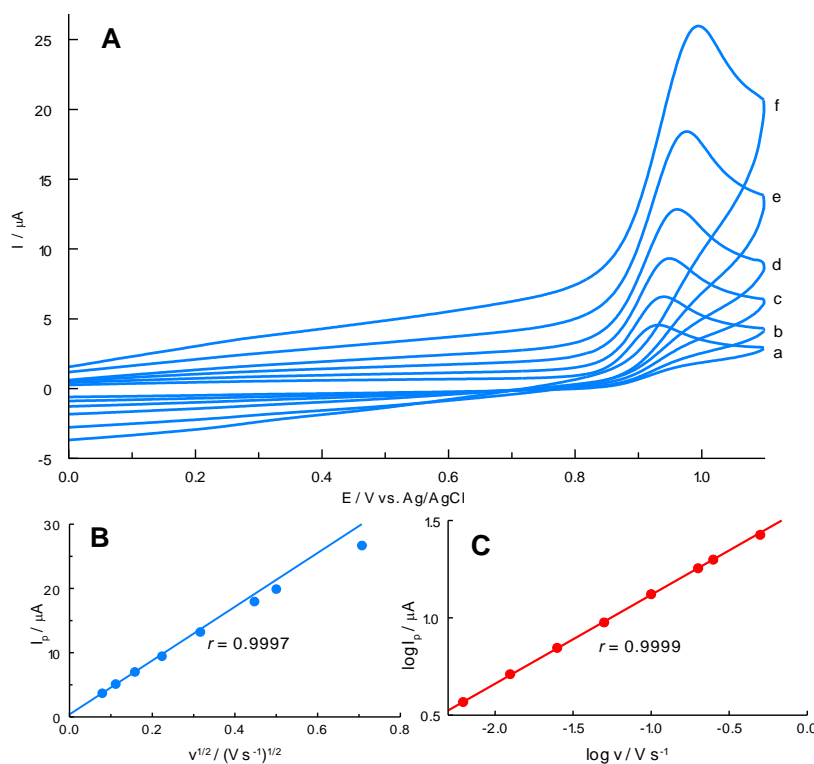 A
25
20
15
10
5
0
-5
I / μA
f
e
d
c
b
a
0.0 0.2 0.4 0.6 0.8 1.0
E / V vs. Ag/AgCl
B
30
20
10
0
Ip / μA
r = 0.9997
0.0 0.2 0.4 0.6 0.8
v1/2 / (V s-1)1/2
C
1.5
1.0
0.5
log Ip / μA
r = 0.9999
-2.0 -1.5 -1.0 -0.5 0.0
log v / V s-1